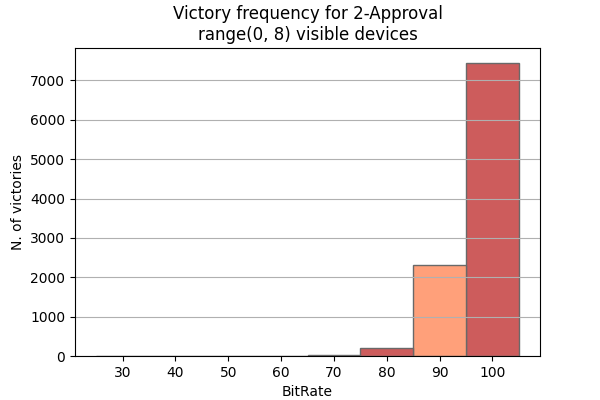 Victory frequency for 2-Approval
range(0, 8) visible devices
N. of victories
7000
6000
5000
4000
3000
2000
1000
0
30 40 50 60 70 80 90 100
BitRate